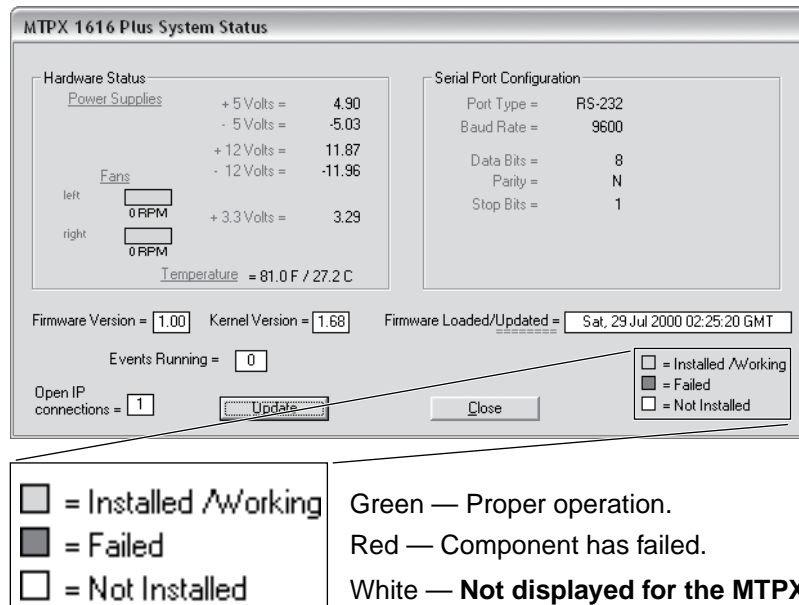 MTPX 1616 Plus System Status
Hardware Status
Power Supplies
+ 5 Volts = 4.90
- 5 Volts = -5.03
+ 12 Volts = 11.87
- 12 Volts = -11.96
Fans
left
0 RPM
+ 3.3 Volts = 3.29
right
0 RPM
Temperature = 81.0 F / 27.2 C
Serial Port Configuration
Port Type = RS-232
Baud Rate = 9600
Data Bits = 8
Parity = N
Stop Bits = 1
Firmware Version = 1.00 Kernel Version = 1.68 Firmware Loaded/Updated = Sat, 29 Jul 2000 02:25:20 GMT
Events Running = 0
Open IP
connections = 1
Update
Close
= Installed /Working
= Failed
= Not Installed
= Installed /Working Green — Proper operation.
= Failed Red — Component has failed.
= Not Installed White — Not displayed for the MTPX